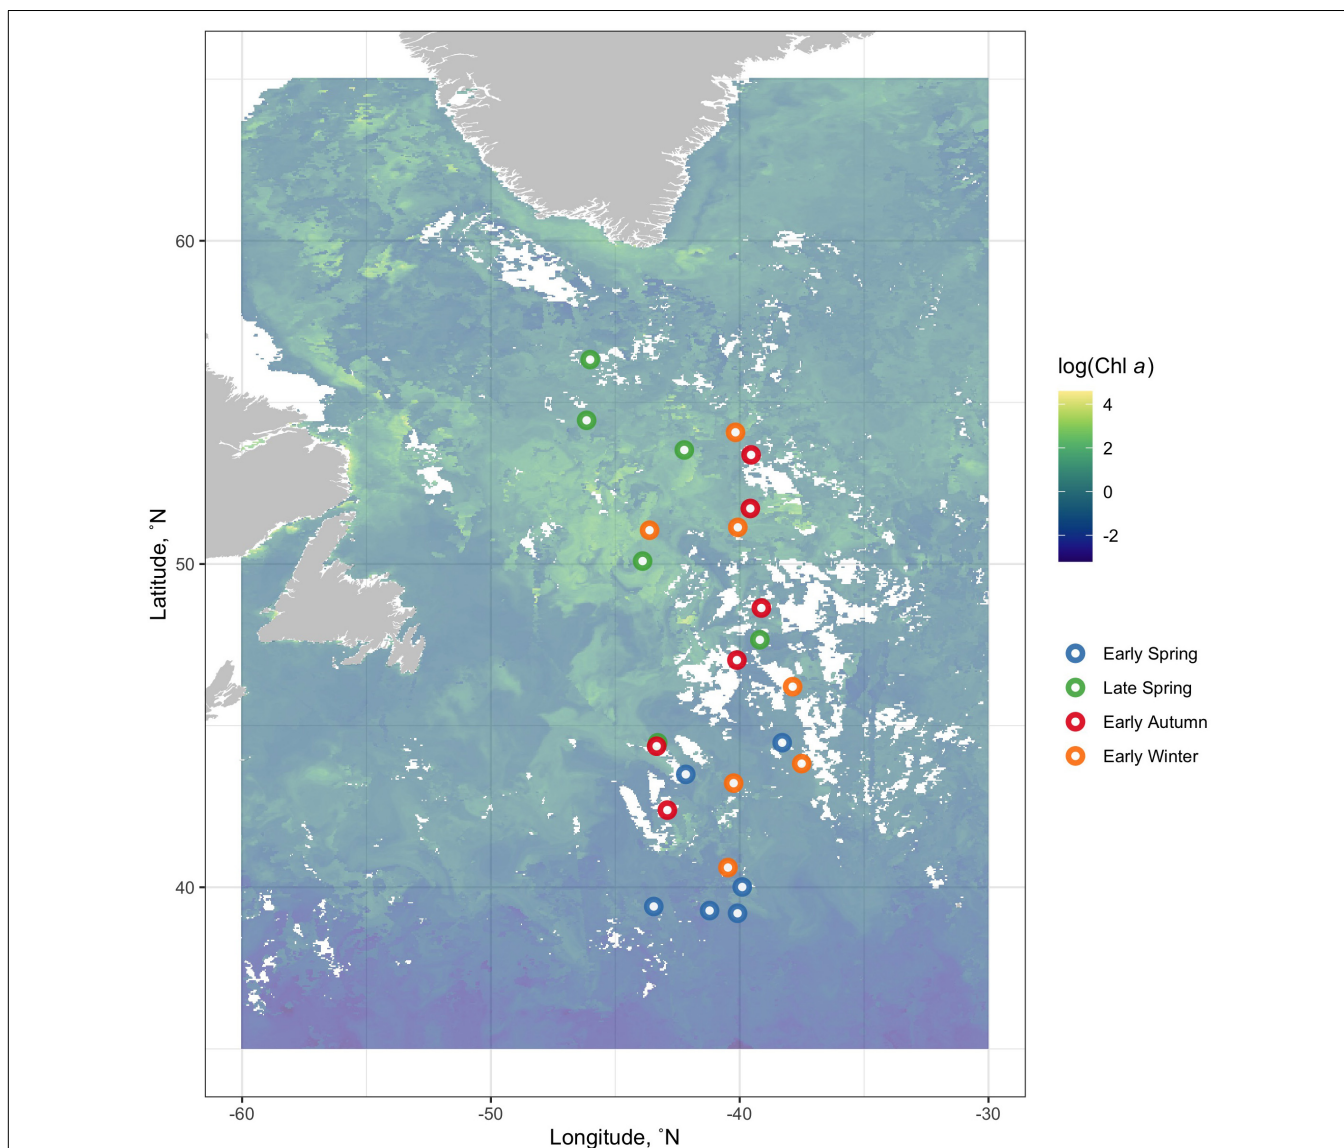 60
50
40
Latitude, °N
-60
-50
-40
-30
Longitude, °N
log(Chl a)
4
2
0
-2
Early Spring
Late Spring
Early Autumn
Early Winter